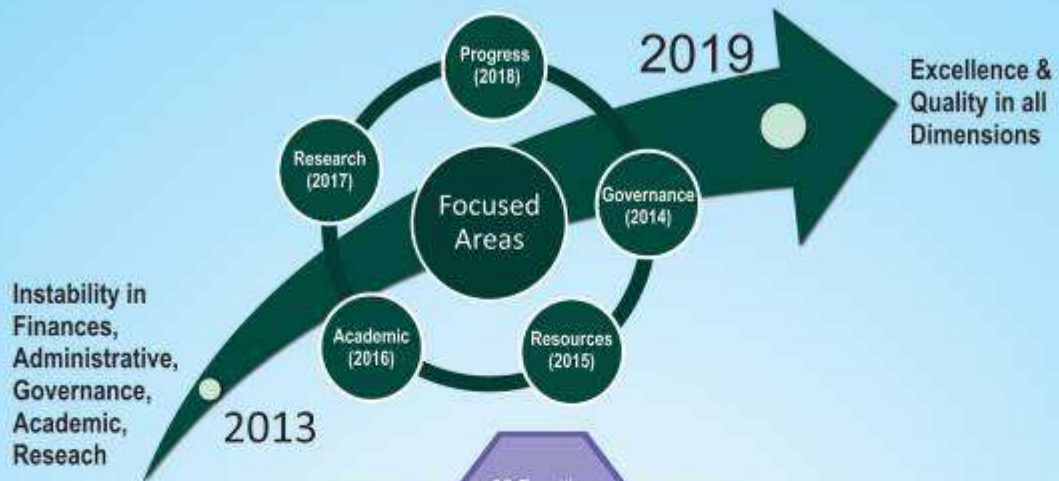 Progress
(2018)
2019
Excellence &
Quality in all
Dimensions
Research
(2017)
Focused
Areas
Governance
(2014)
Instability in
Finances,
Administrative,
Governance,
Academic,
Reseach
Academic
(2016)
Resources
(2015)
2013